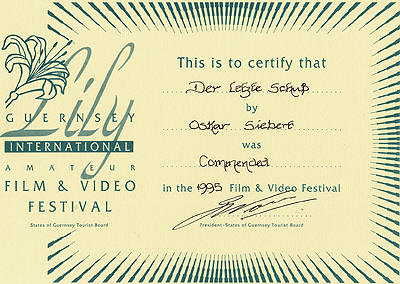 Lily
GUERNSEY
INTERNATIONAL
AMATEUR
FILM & VIDEO
FESTIVAL
States of Guernsey Tourist Board
This is to certify that
Der Letzte Schuß
by
Oskar Siebert
was
Commended
in the 1995 Film & Video Festival
President - States of Guernsey Tourist Board